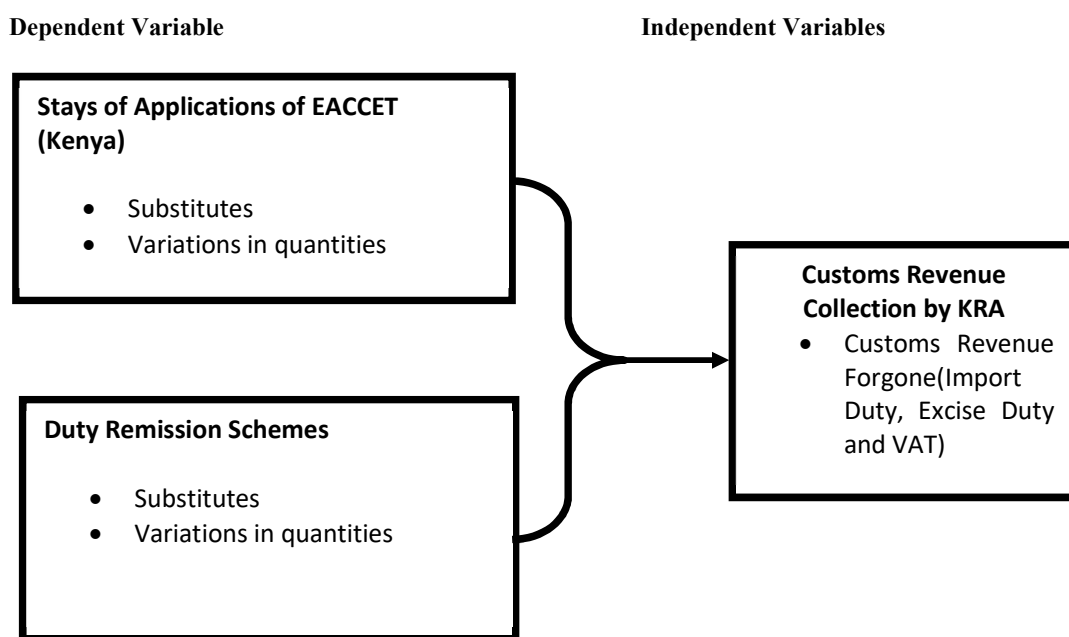 Dependent Variable
Independent Variables
Stays of Applications of EACCET
(Kenya)
• Substitutes
• Variations in quantities
Duty Remission Schemes
• Substitutes
• Variations in quantities
Customs Revenue
Collection by KRA
• Customs Revenue
Forgone(Import
Duty, Excise Duty
and VAT)